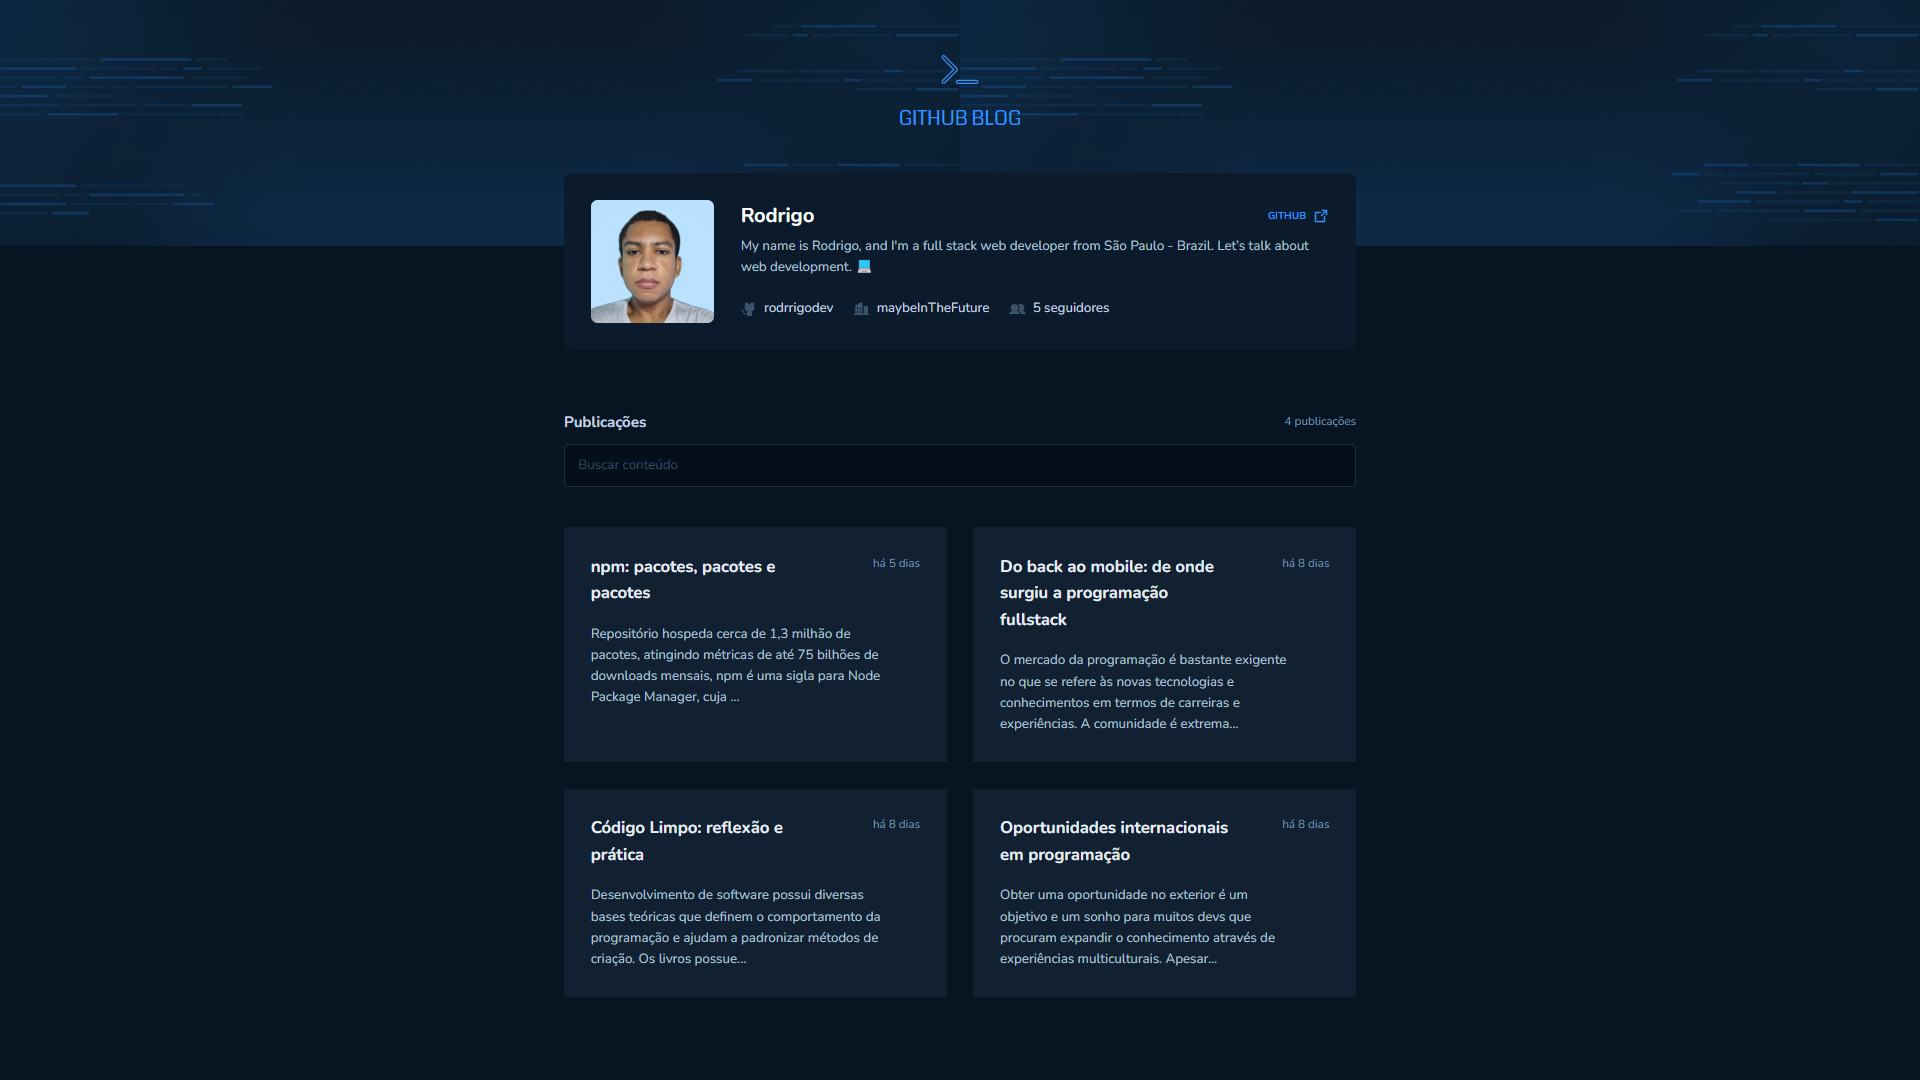 GITHUB BLOG
Rodrigo
GITHUB
My name is Rodrigo, and I'm a full stack web developer from São Paulo - Brazil. Let's talk about
web development. 💻
rodrrigodev
maybeInTheFuture
5 seguidores
Publicações
4 publicações
Buscar conteúdo
npm: pacotes, pacotes e
pacotes
há 5 dias
Repositório hospeda cerca de 1,3 milhão de
pacotes, atingindo métricas de até 75 bilhões de
downloads mensais, npm é uma sigla para Node
Package Manager, cuja ...
Do back ao mobile: de onde
surgiu a programação
fullstack
há 8 dias
O mercado da programação é bastante exigente
no que se refere às novas tecnologias e
conhecimentos em termos de carreiras e
experiências. A comunidade é extrema...
Código Limpo: reflexão e
prática
há 8 dias
Desenvolvimento de software possui diversas
bases teóricas que definem o comportamento da
programação e ajudam a padronizar métodos de
criação. Os livros possue...
Oportunidades internacionais
em programação
há 8 dias
Obter uma oportunidade no exterior é um
objetivo e um sonho para muitos devs que
procuram expandir o conhecimento através de
experiências multiculturais. Apesar...